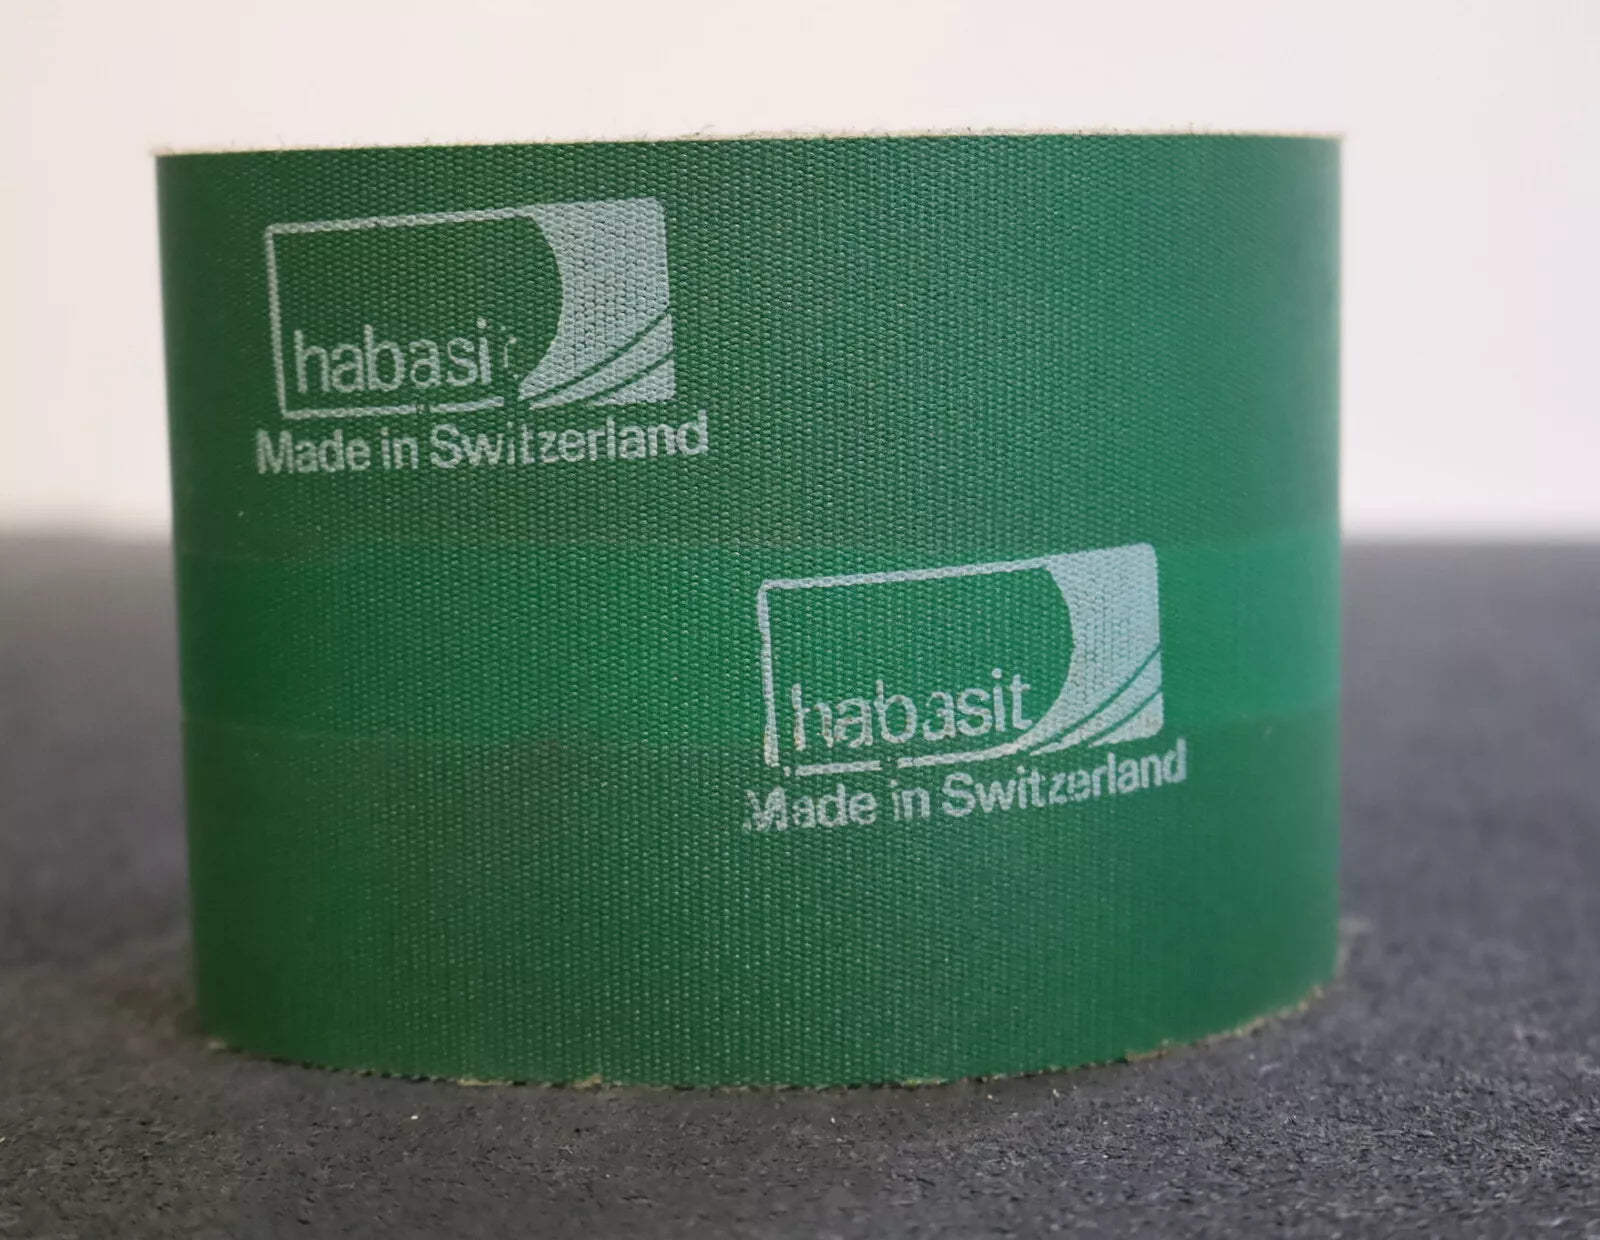 habasit
Made in Switzerland
habasit
Made in Switzerland